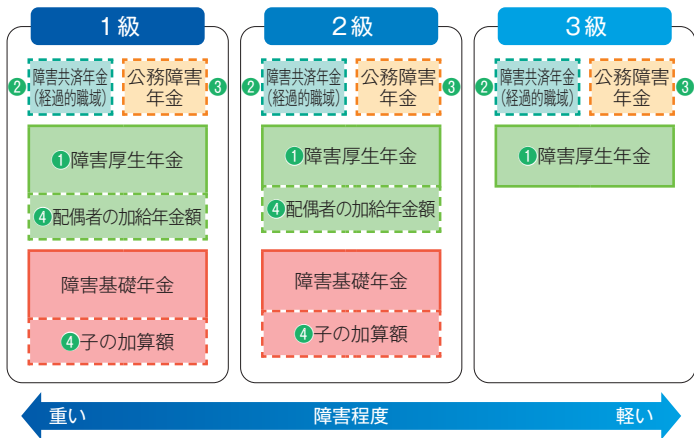 1級
❷
障害共済年金
(経過的職域)
公務障害
年金
❸
❶障害厚生年金
❹配偶者の加給年金額
障害基礎年金
❹子の加算額
2級
❷
障害共済年金
(経過的職域)
公務障害
年金
❸
❶障害厚生年金
❹配偶者の加給年金額
障害基礎年金
❹子の加算額
3級
❷
障害共済年金
(経過的職域)
公務障害
年金
❸
❶障害厚生年金
重い 障害程度 軽い